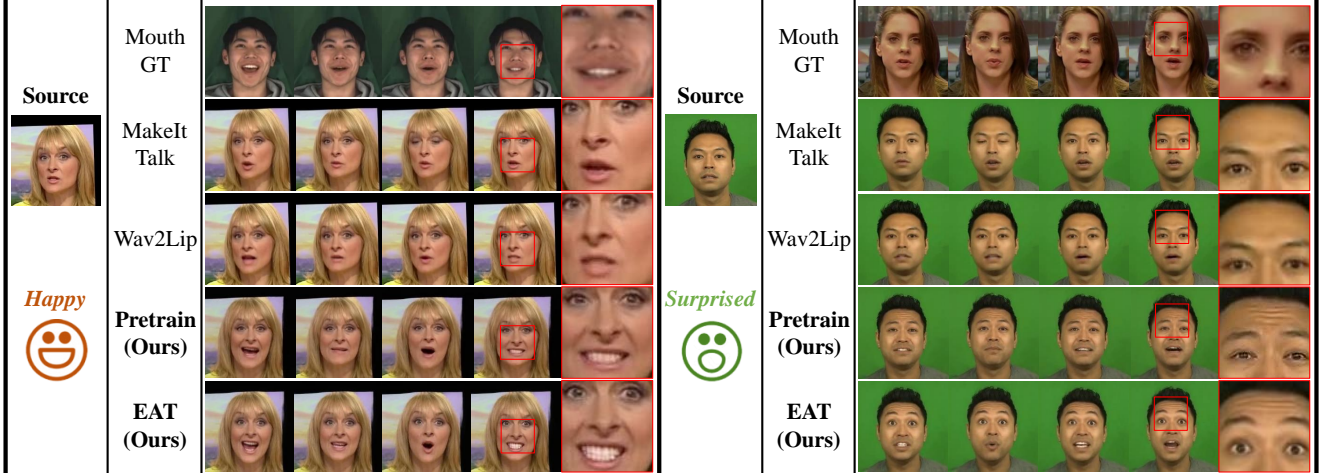 Source
Happy
Mouth
GT
MakeIt
Talk
Wav2Lip
Pretrain
(Ours)
EAT
(Ours)
Source
Surprised
Mouth
GT
MakeIt
Talk
Wav2Lip
Pretrain
(Ours)
EAT
(Ours)